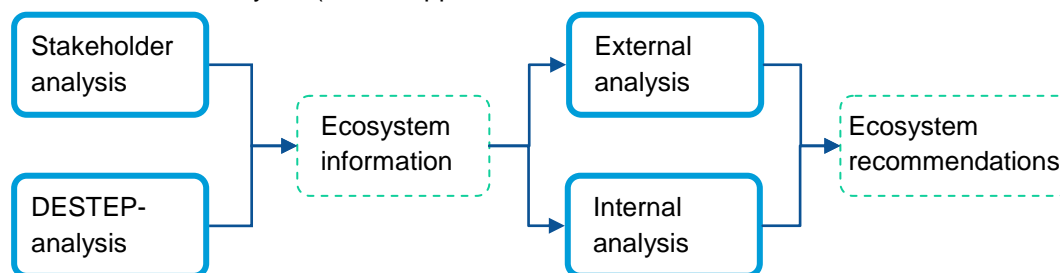 Stakeholder
analysis
External
analysis
Ecosystem
information
Ecosystem
recommendations
DESTEP-
analysis
Internal
analysis